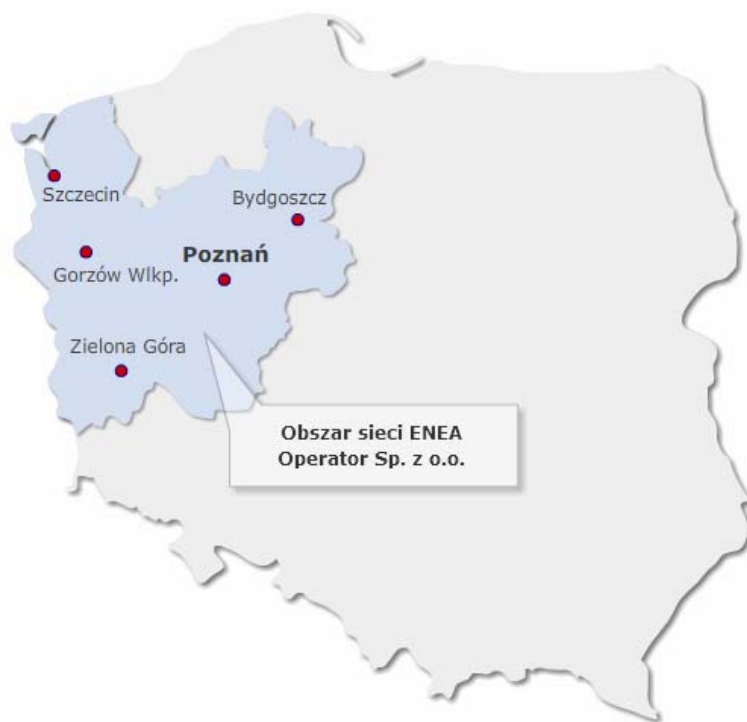 Szczecin
Bydgoszcz
Poznań
Gorzów Wlkp.
Zielona Góra
Obszar sieci ENEA
Operator Sp. z o.o.